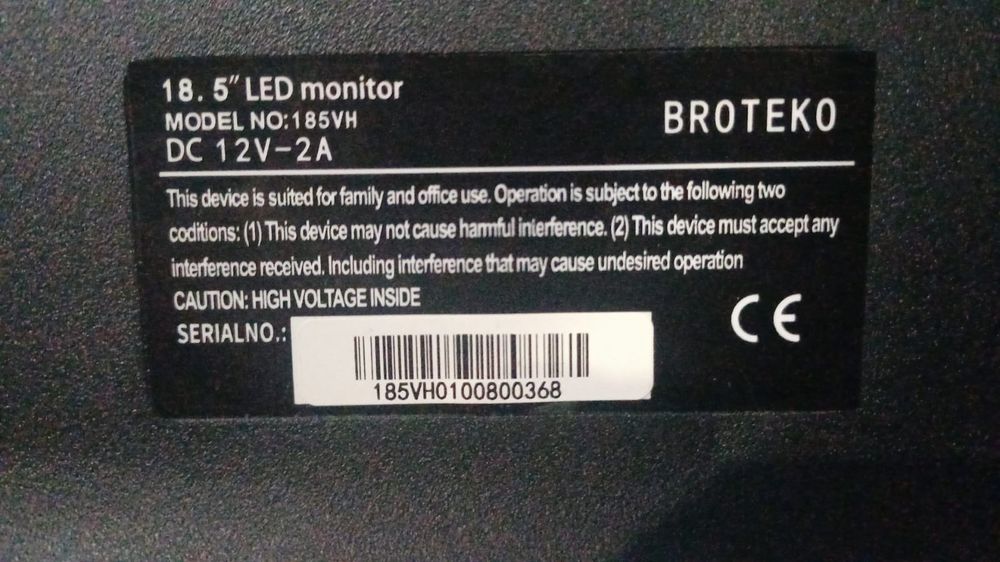 18.5" LED monitor
MODEL NO:185VH
BROTEKO
DC 12V-2A
This device is suited for family and office use. Operation is subject to the following two
coditions: (1) This device may not cause harmful interference. (2) This device must accept any
interference received. Including interference that may cause undesired operation
CAUTION: HIGH VOLTAGE INSIDE
SERIALNO.:
185VH0100800368
CE